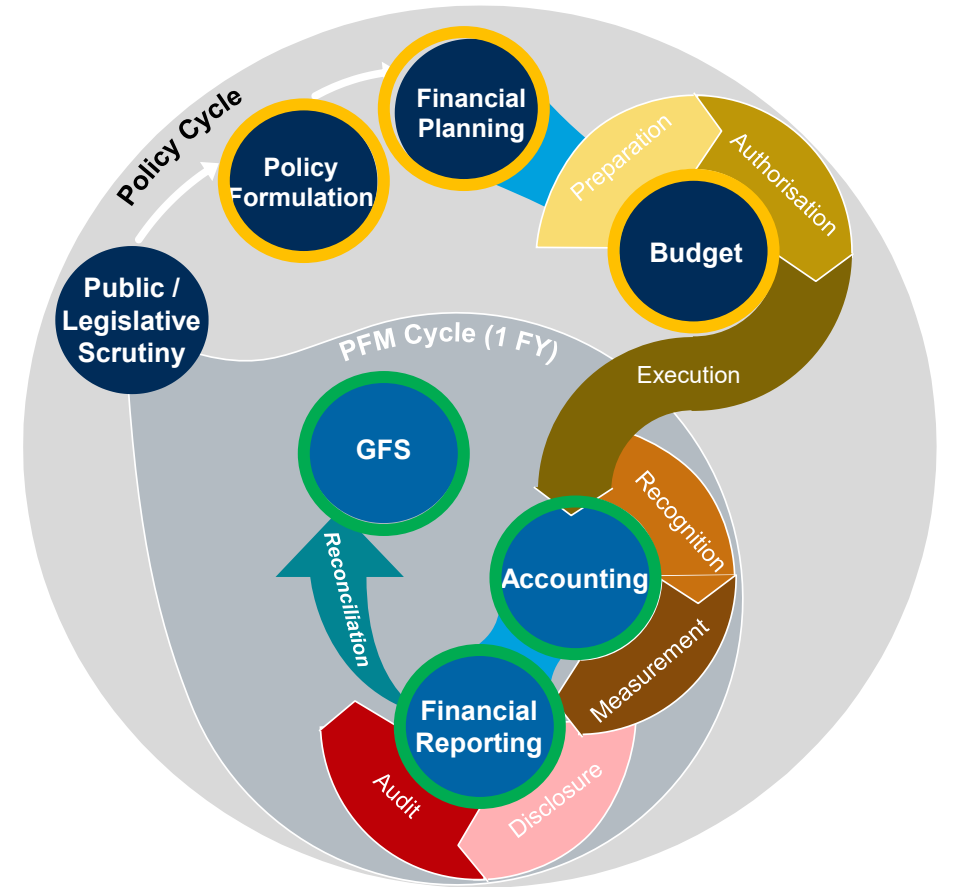 Policy Cycle
Financial
Planning
Policy
Formulation
Public /
Legislative
Scrutiny
Preparation
Authorisation
Budget
Execution
PFM Cycle (1 FY)
GFS
Reconciliation
Accounting
Recognition
Measurement
Financial
Reporting
Disclosure
Audit